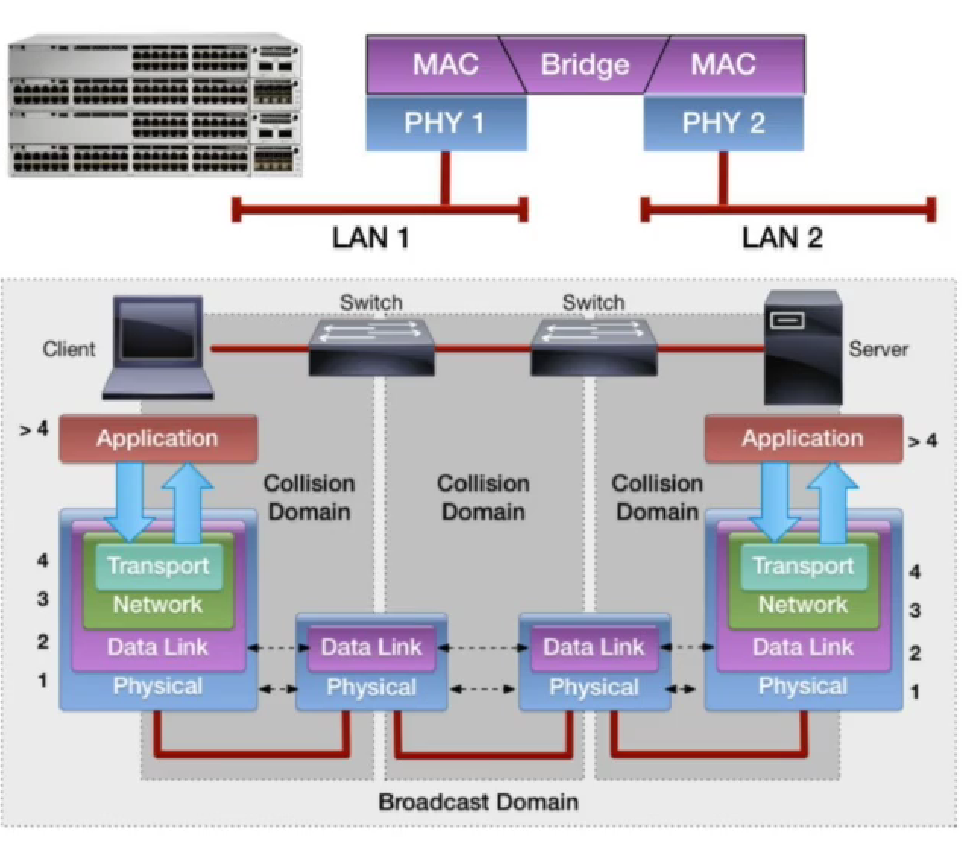 MAC Bridge MAC
PHY 1 PHY 2
LAN 1 LAN 2
Switch Switch
Client Server
> 4 Application Application > 4
Collision Collision Collision
Domain Domain Domain
4 Transport Transport 4
3 Network Network 3
2 Data Link Data Link Data Link Data Link 2
1 Physical Physical Physical Physical 1
Broadcast Domain